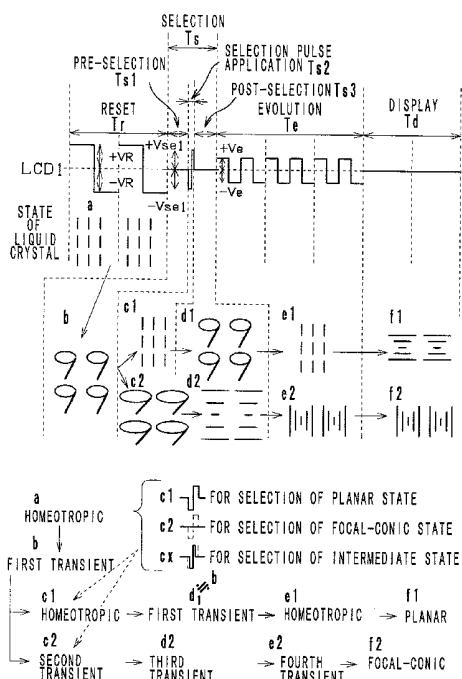 SELECTION
Ts
PRE-SELECTION
Ts1
SELECTION PULSE
APPLICATION Ts2
POST-SELECTION Ts3
RESET
Tr
EVOLUTION
Te
DISPLAY
Td
+Vse1
+Ve
+VR
LCD1
-VR
-Vse1
-Ve
STATE
OF
LIQUID
CRYSTAL
a
b
c1
d1
e1
f1
c2
d2
e2
f2
a
HOMEOTROPIC
b
FIRST TRANSIENT
c1 FOR SELECTION OF PLANAR STATE
c2 FOR SELECTION OF FOCAL-CONIC STATE
cx FOR SELECTION OF INTERMEDIATE STATE
c1 d1 b e1 f1
HOMEOTROPIC → FIRST TRANSIENT → HOMEOTROPIC → PLANAR
c2 d2 e2 f2
SECOND TRANSIENT → THIRD TRANSIENT → FOURTH TRANSIENT → FOCAL-CONIC